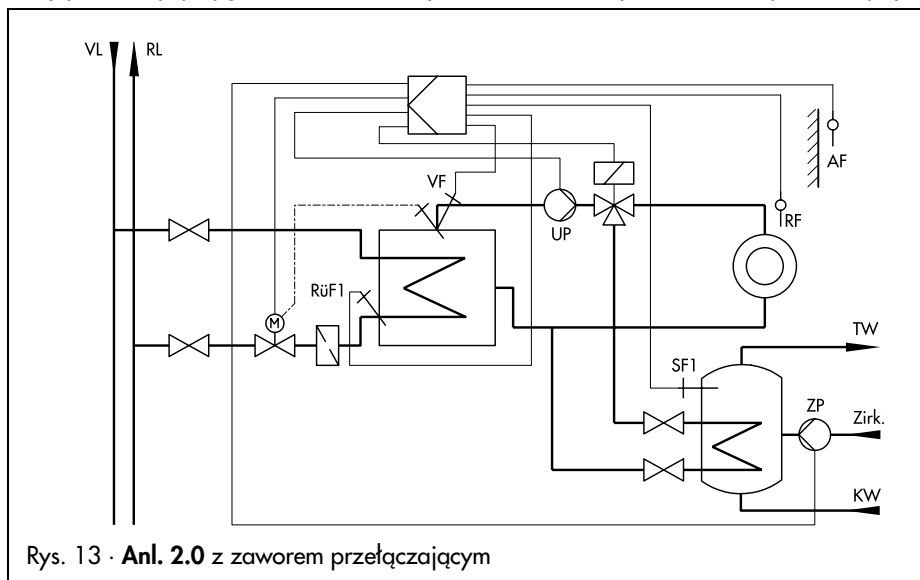 VL RL
AF
VF
UP
RF
RüF1
M
TW
SF1
ZP
Zirk.
KW
Rys. 13 · Anl. 2.0 z zaworem przełączającym